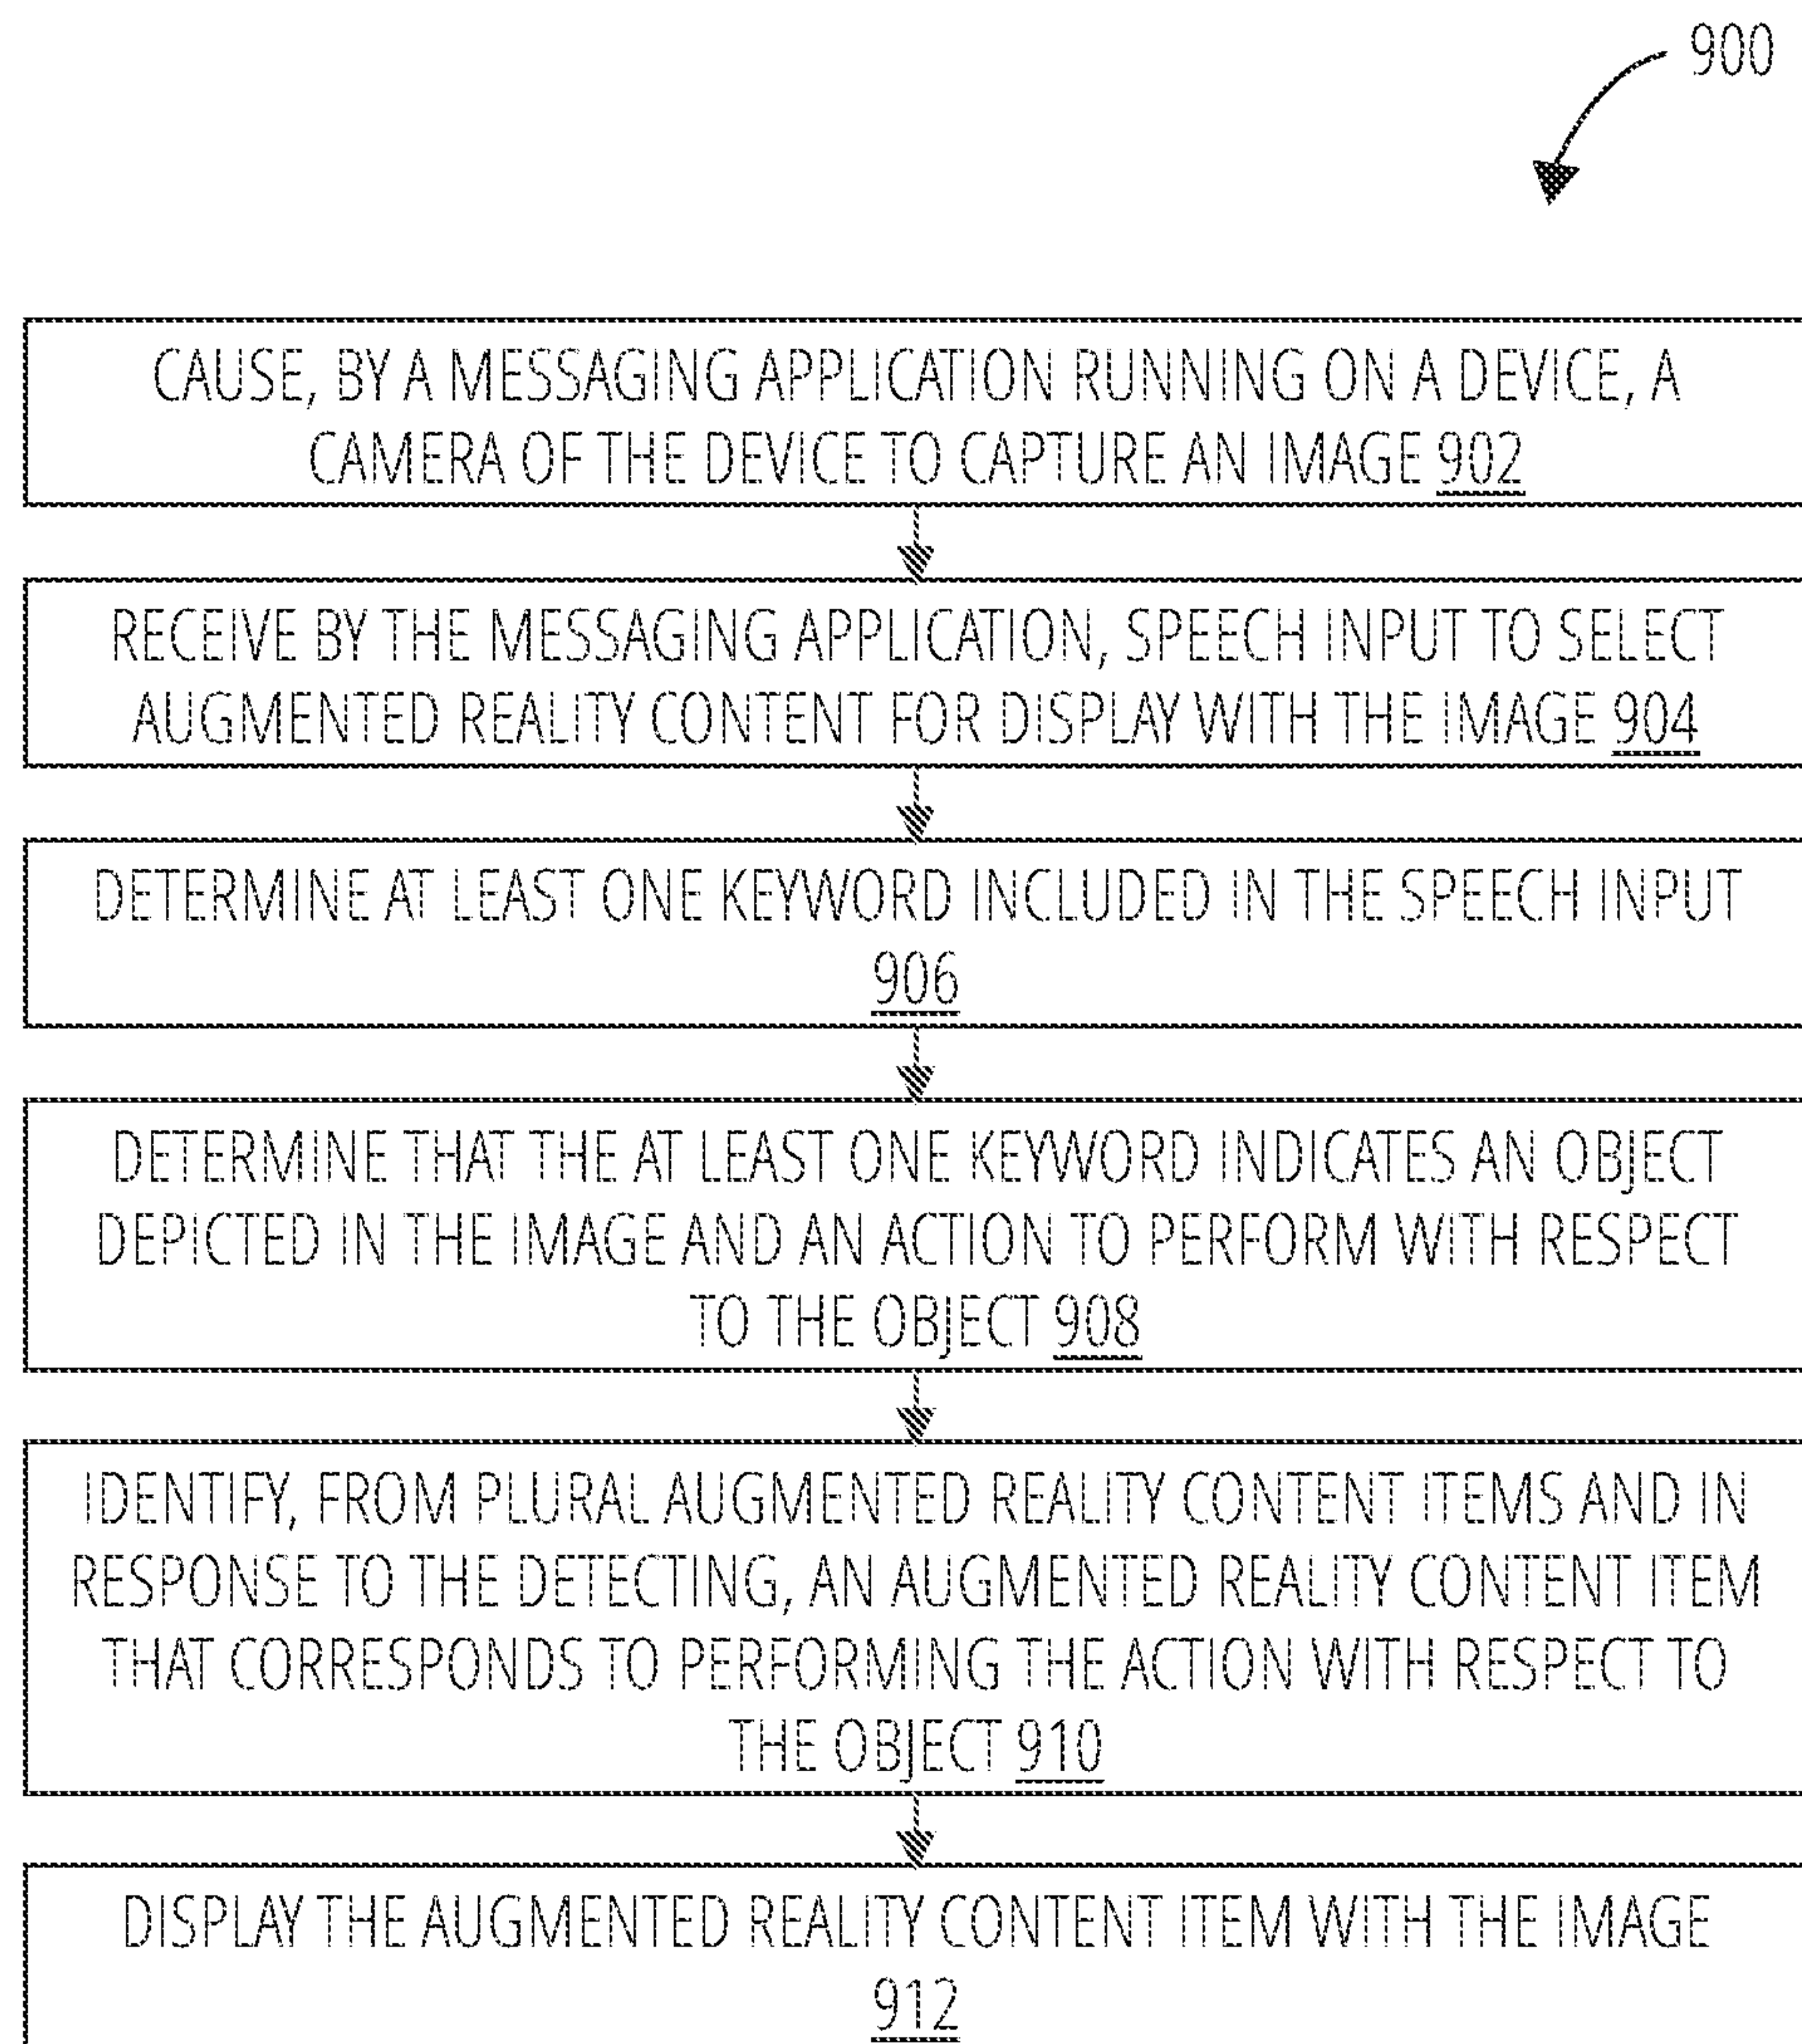 900
CAUSE, BY A MESSAGING APPLICATION RUNNING ON A DEVICE, A
CAMERA OF THE DEVICE TO CAPTURE AN IMAGE 902
RECEIVE BY THE MESSAGING APPLICATION, SPEECH INPUT TO SELECT
AUGMENTED REALITY CONTENT FOR DISPLAY WITH THE IMAGE 904
DETERMINE AT LEAST ONE KEYWORD INCLUDED IN THE SPEECH INPUT
906
DETERMINE THAT THE AT LEAST ONE KEYWORD INDICATES AN OBJECT
DEPICTED IN THE IMAGE AND AN ACTION TO PERFORM WITH RESPECT
TO THE OBJECT 908
IDENTIFY, FROM PLURAL AUGMENTED REALITY CONTENT ITEMS AND IN
RESPONSE TO THE DETECTING, AN AUGMENTED REALITY CONTENT ITEM
THAT CORRESPONDS TO PERFORMING THE ACTION WITH RESPECT TO
THE OBJECT 910
DISPLAY THE AUGMENTED REALITY CONTENT ITEM WITH THE IMAGE
912